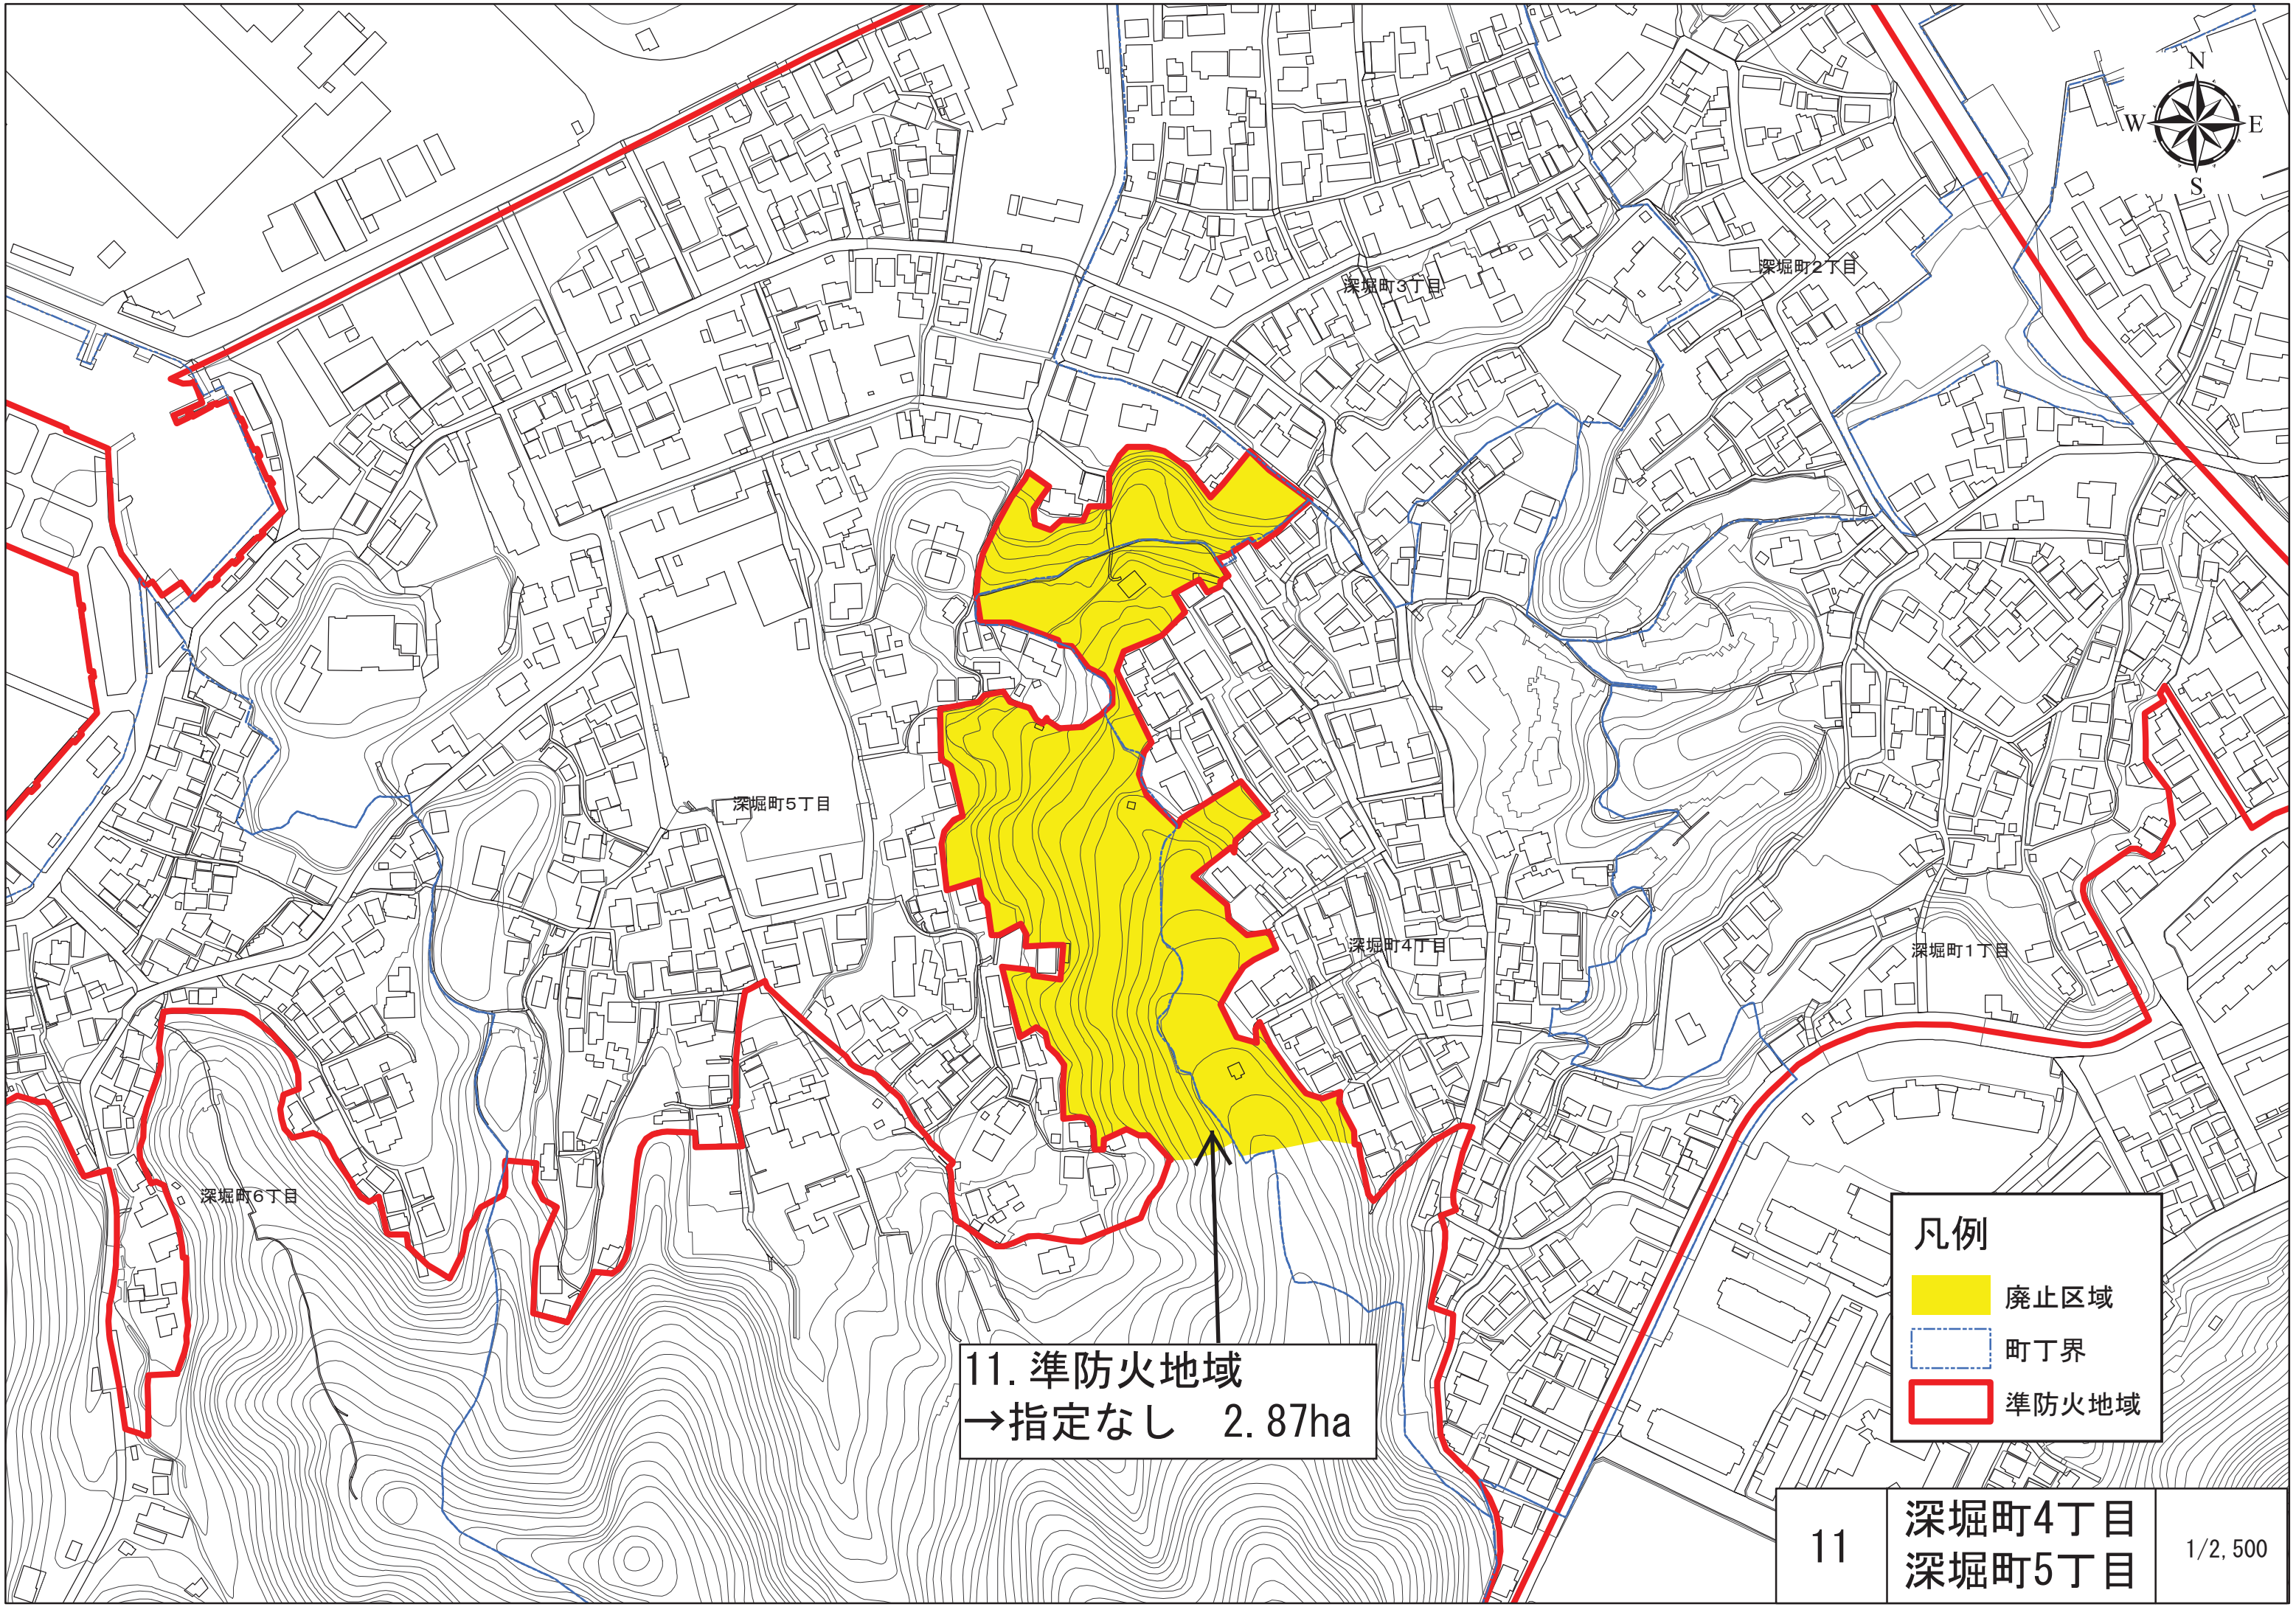 N
W
E
S
深堀町2丁目
深堀町3丁目
深堀町5丁目
深堀町4丁目
深堀町1丁目
深堀町6丁目
11.準防火地域
→指定なし 2.87ha
凡例
廃止区域
町丁界
準防火地域
11
深堀町4丁目
深堀町5丁目
1/2,500